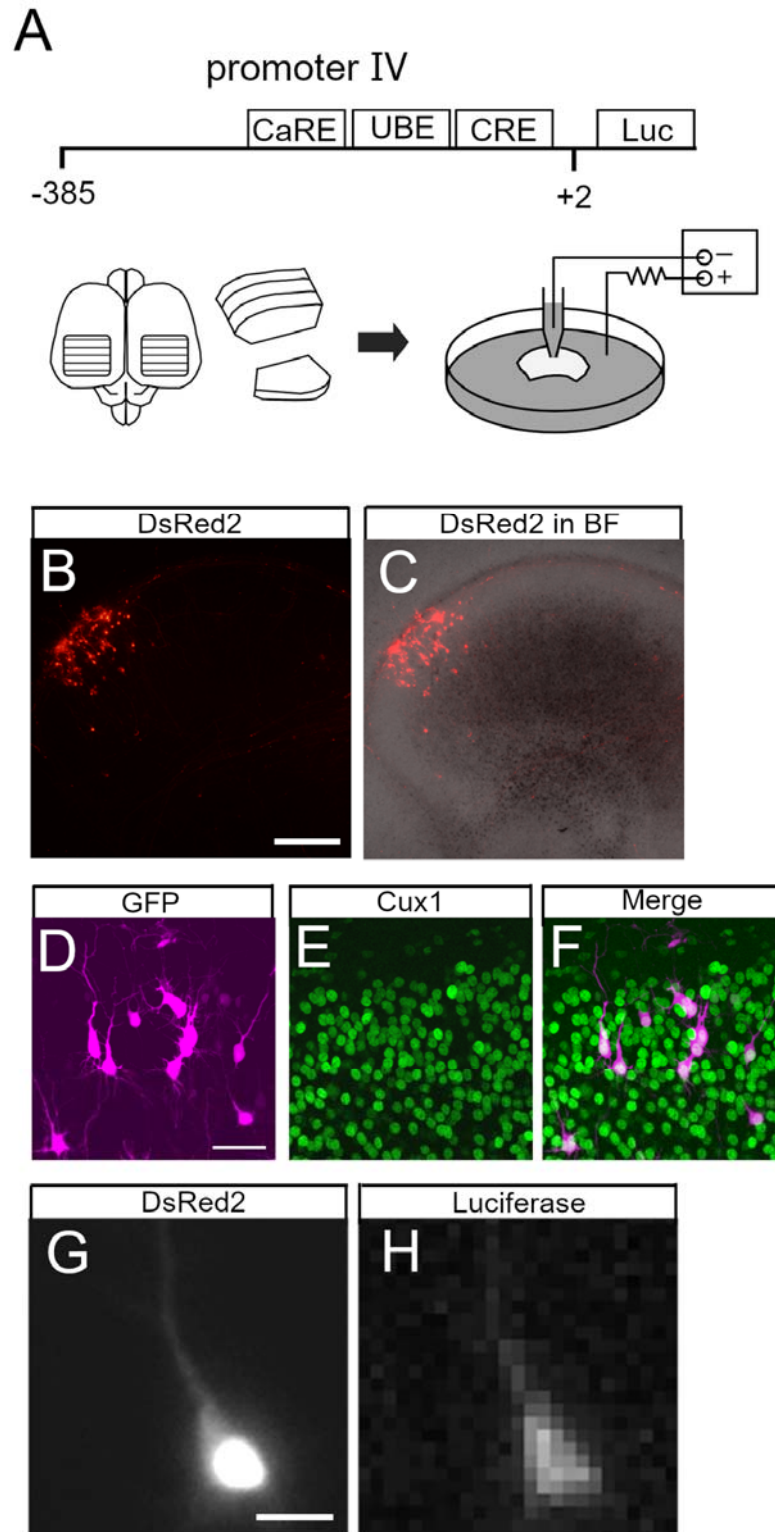 A
promoter IV
CaRE UBE CRE Luc
-385 +2
−
+
DsRed2 DsRed2 in BF
B C
GFP Cux1 Merge
D E F
DsRed2 Luciferase
G H